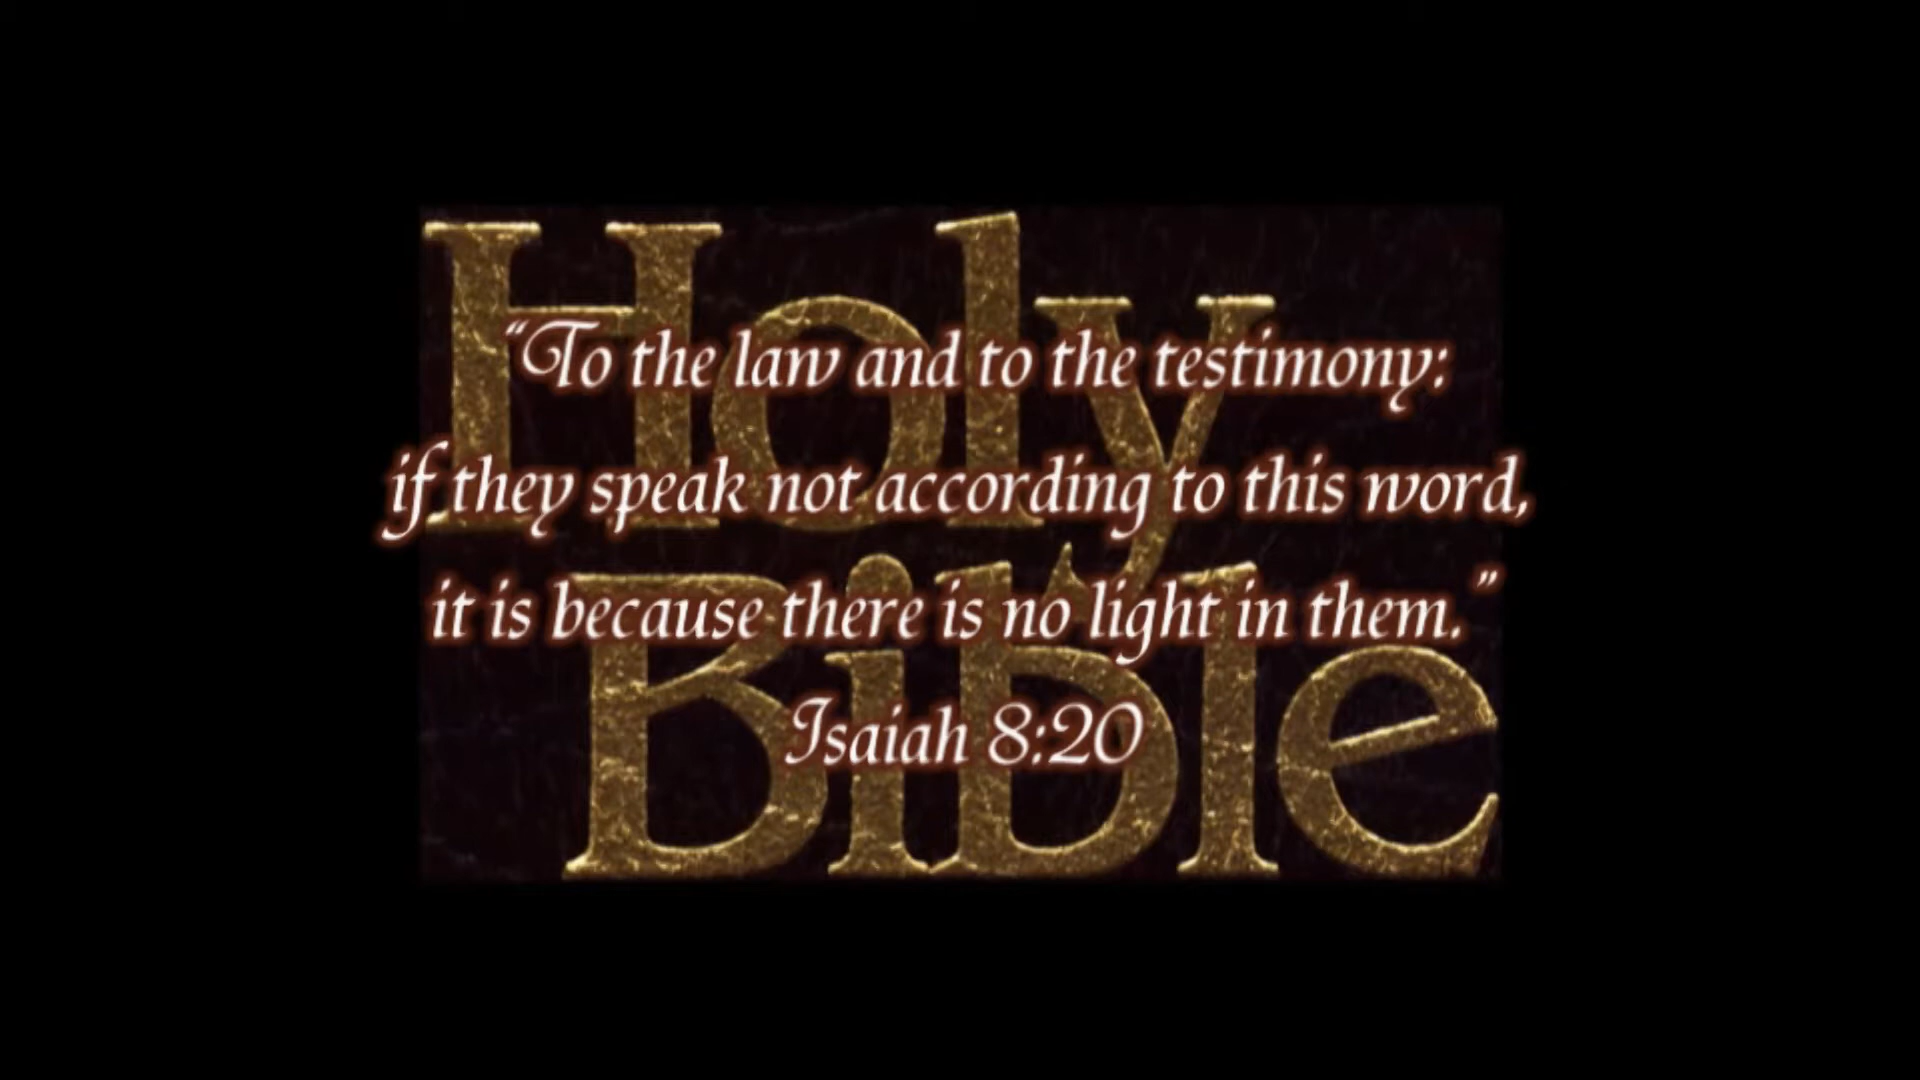 Holy
Bible
“To the law and to the testimony:
if they speak not according to this word,
it is because there is no light in them.”
Isaiah 8:20